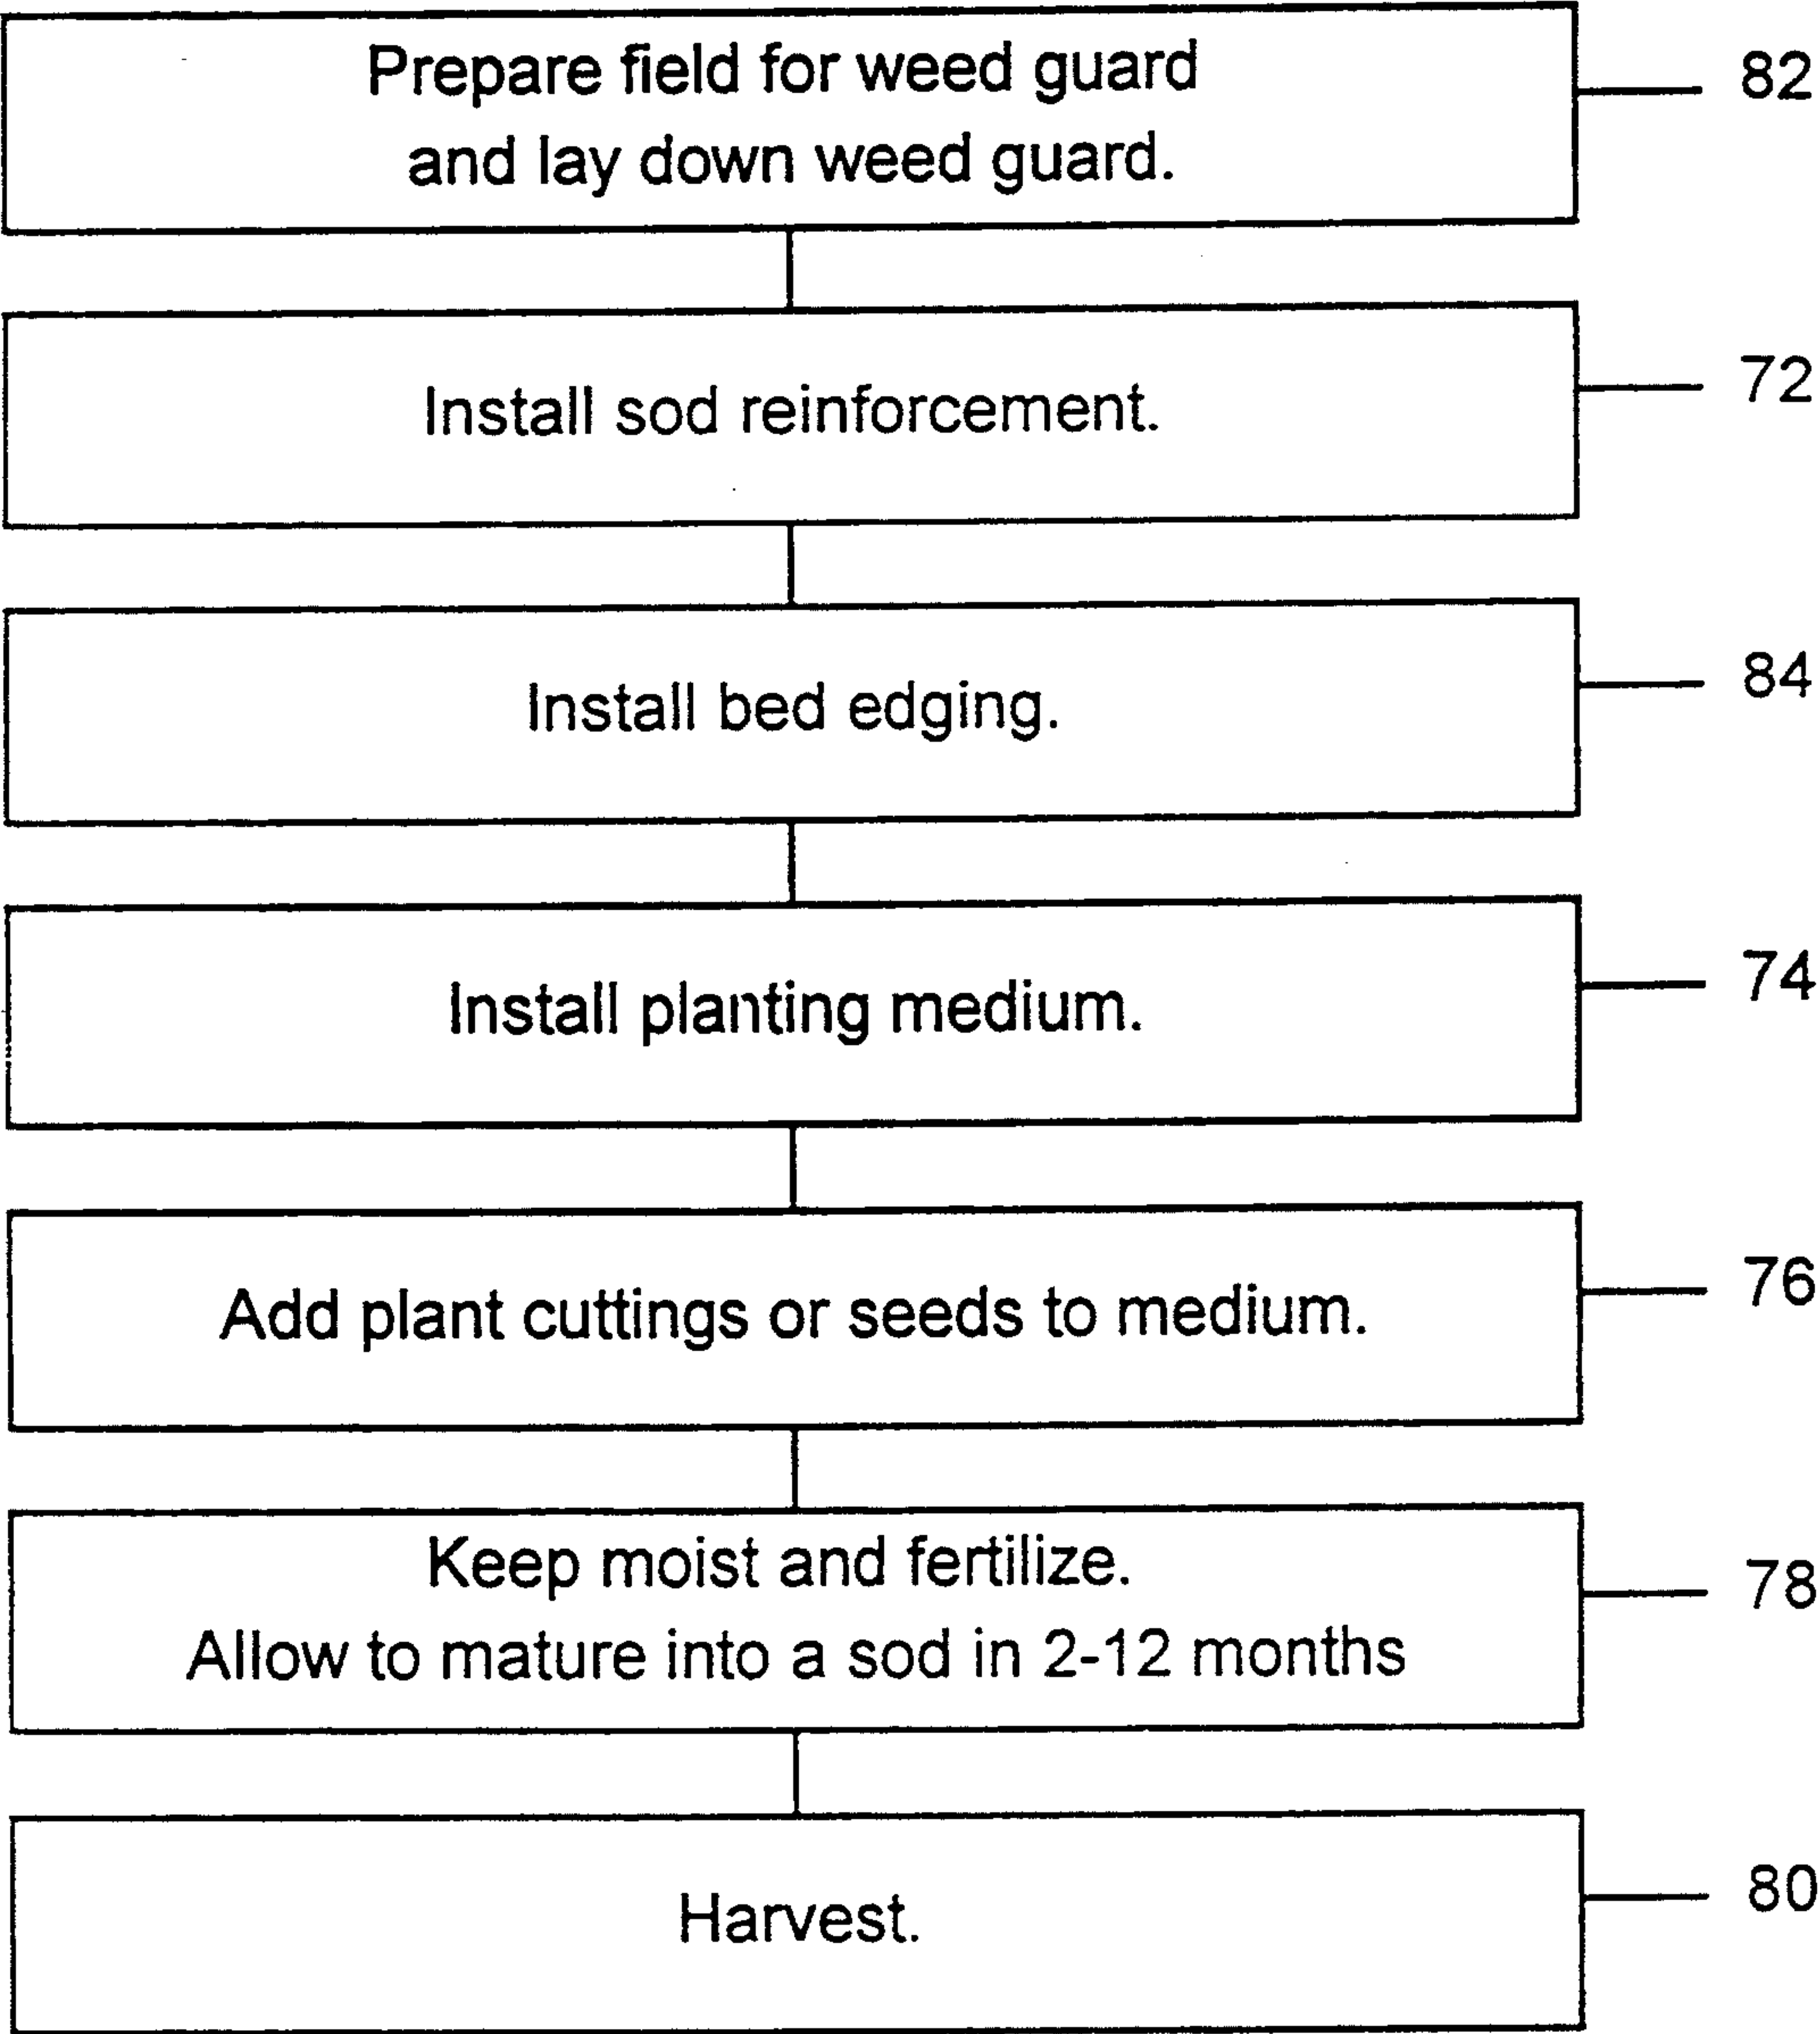 Prepare field for weed guard
and lay down weed guard.
82
Install sod reinforcement.
72
Install bed edging.
84
Install planting medium.
74
Add plant cuttings or seeds to medium.
76
Keep moist and fertilize.
Allow to mature into a sod in 2-12 months
78
Harvest.
80